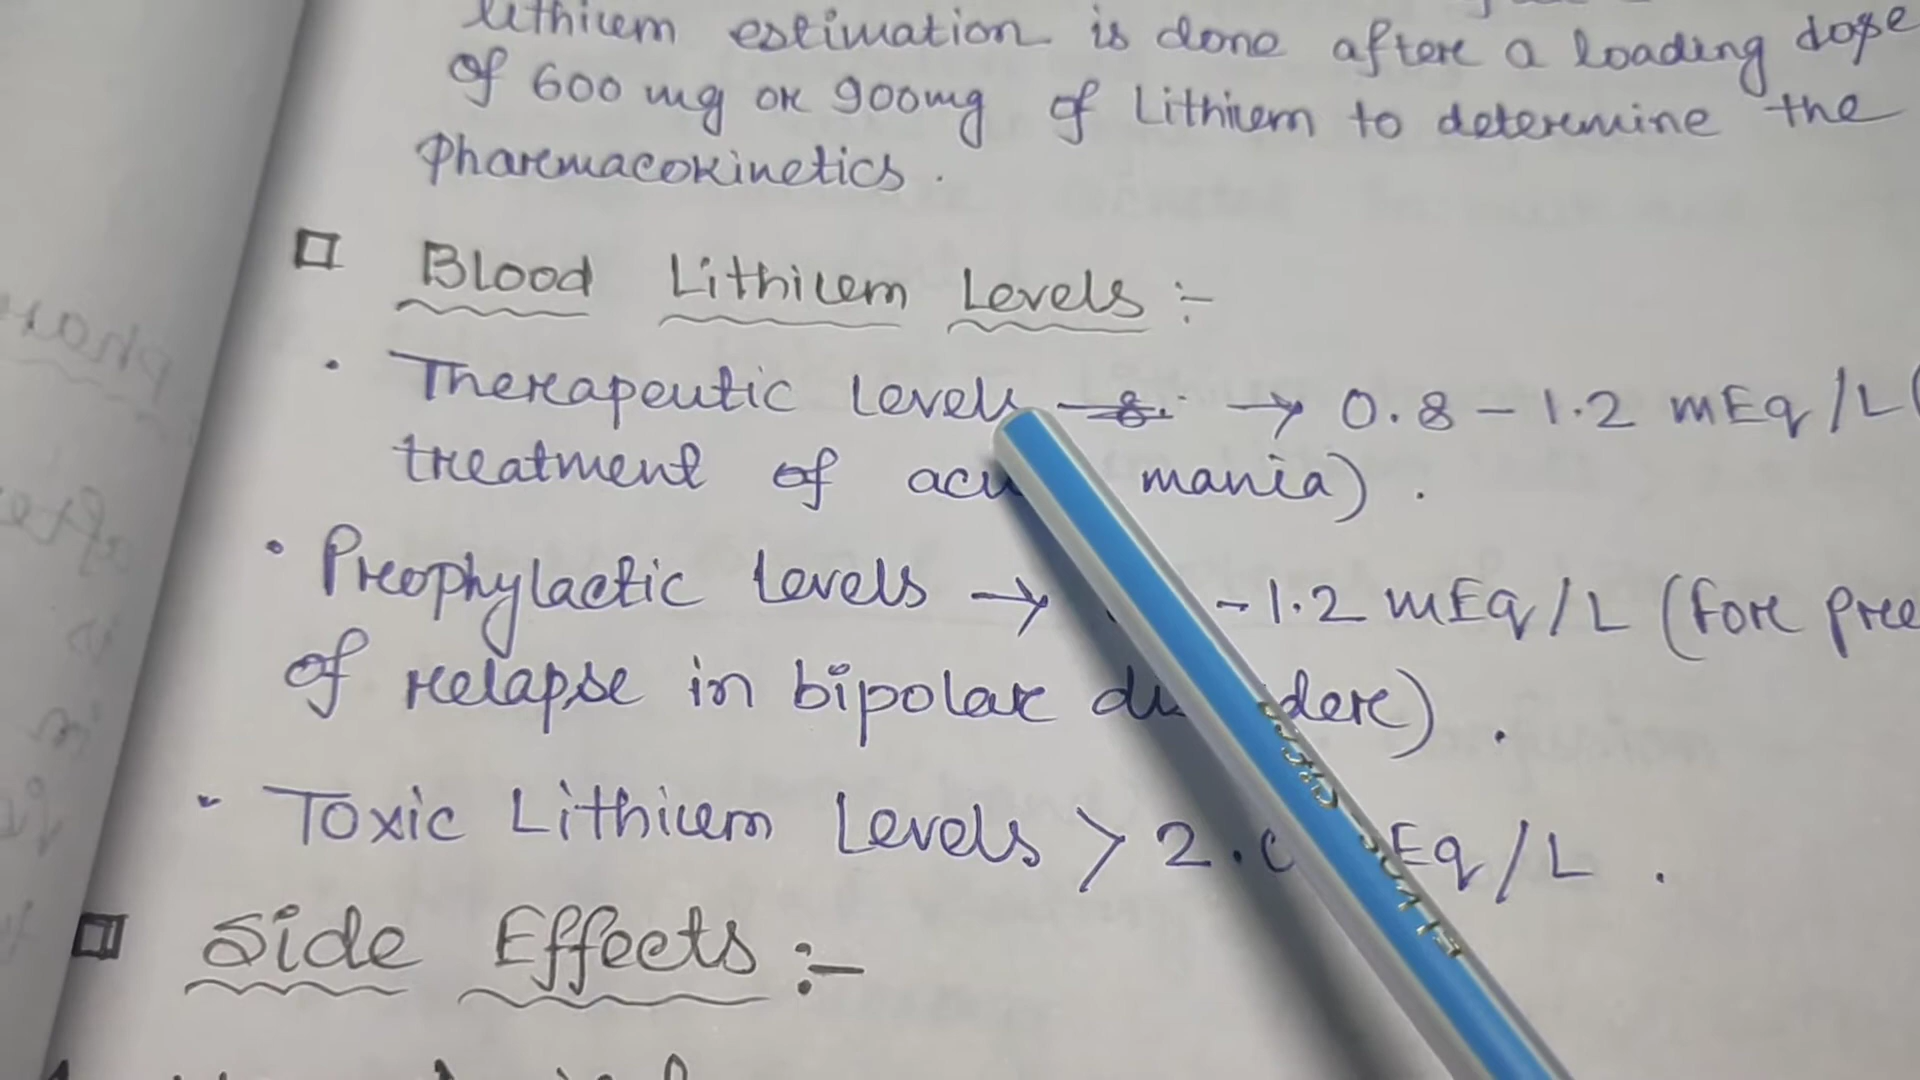 lithium estimation is done after a loading dose
of 600 mg or 900mg of Lithium to determine the
Pharmacokinetics.
Blood Lithium Levels :-
• Therapeutic Levels → 0.8 - 1.2 mEq/L (
treatment of mania).
• Prophylactic Levels → - 1.2 mEq/L (For
of relapse in bipolar
• Toxic Lithium Levels > Eq/L.
Side Effects :-